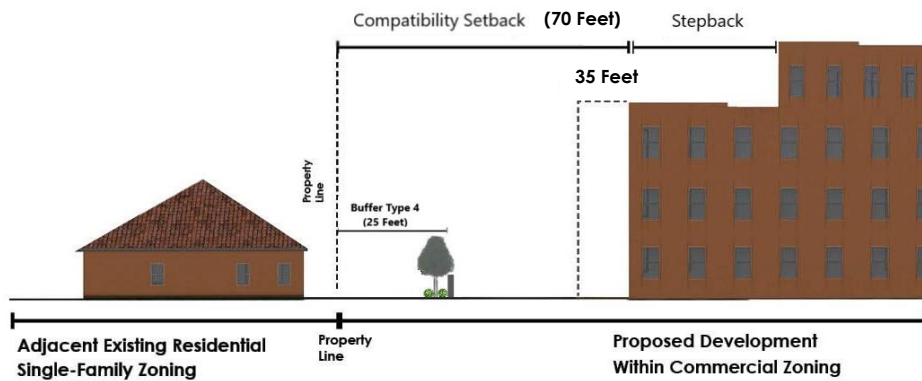 Compatibility Setback (70 Feet) Stepback
35 Feet
Property
Line
Buffer Type 4
(25 Feet)
Adjacent Existing Residential
Single-Family Zoning
Property
Line
Proposed Development
Within Commercial Zoning